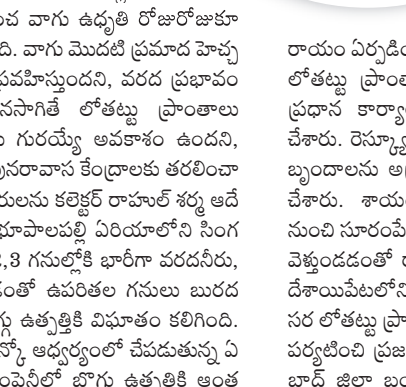 వాగు ఉధృతి రోజురోజుకూ
ది. వాగు మొదటి ప్రమాద హెచ్చ
ప్రవహిస్తుందని, వరద ప్రభావం
నసాగితే లోతట్టు ప్రాంతాలు
గురయ్యే అవకాశం ఉందని,
పునరావాస కేంద్రాలకు తరలించా
రులను కలెక్టర్ రాహుల్ శర్మ ఆదే
భూపాలపల్లి ఏరియాలోని సింగ
,3 గనుల్లోకి భారీగా వరదనీరు,
డంతో ఉపరితల గనులు బురద
గ్గు ఉత్పత్తికి విఘాతం కలిగింది.
న్కో ఆధ్వర్యంలో చేపడుతున్న ఏ
ంపెనీలో బొగ్గు ఉత్పత్తికి ఆంత
రాయం ఏర్పడిం
లోతట్టు ప్రాంత
ప్రధాన కార్యా
చేశారు. రెస్క్యూ
బృందాలను అ
చేశారు. శాయ
నుంచి సూరంపే
వెళ్తుండడంతో
దేశాయిపేటలోని
సర లోతట్టు ప్రా
పర్యటించి ప్రజ
జిల్లా